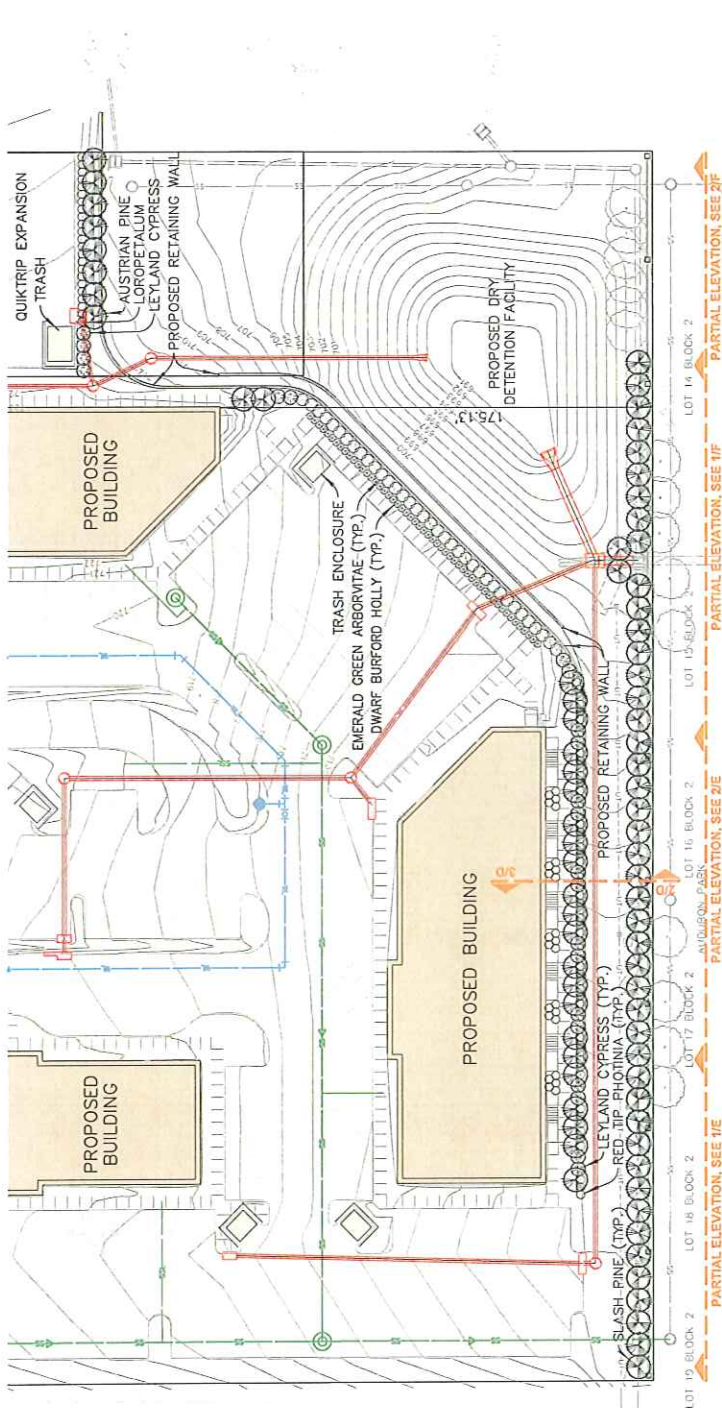 QUIKTRIP EXPANSION
TRASH
AUSTRIAN PINE
LOROPETALUM
LEYLAND CYPRESS
PROPOSED RETAINING WALL
PROPOSED
BUILDING
TRASH ENCLOSURE
EMERALD GREEN ARBORVITAE (TYP.)
DWARF BURFORD HOLLY (TYP.)
PROPOSED DRY
DETENTION FACILITY
175.13'
PROPOSED
BUILDING
PROPOSED BUILDING
PROPOSED RETAINING WALL
LEYLAND CYPRESS (TYP.)
RED-TIP PHOTINIA (TYP.)
SLASH PINE (TYP.)
LOT 19 BLOCK 2
LOT 18 BLOCK 2
LOT 17 BLOCK 2
LOT 16 BLOCK 2
LOT 15 BLOCK 2
LOT 14 BLOCK 2
PARTIAL ELEVATION, SEE 1/E
PARTIAL ELEVATION, SEE 2/E
PARTIAL ELEVATION, SEE 1/F
PARTIAL ELEVATION, SEE 2/F